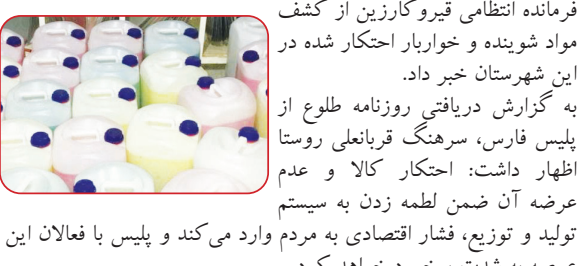 فرمانده انتظامی قیروکارزین از کشف
مواد شوینده و خواربار احتکار شده در
این شهرستان خبر داد.
به گزارش دریافتی روزنامه طلوع از
پلیس فارس، سرهنگ قربانعلی روستا
اظهار داشت: احتکار کالا و عدم
عرضه آن ضمن لطمه زدن به سیستم
تولید و توزیع، فشار اقتصادی به مردم وارد می‌کند و پلیس با فعالان این